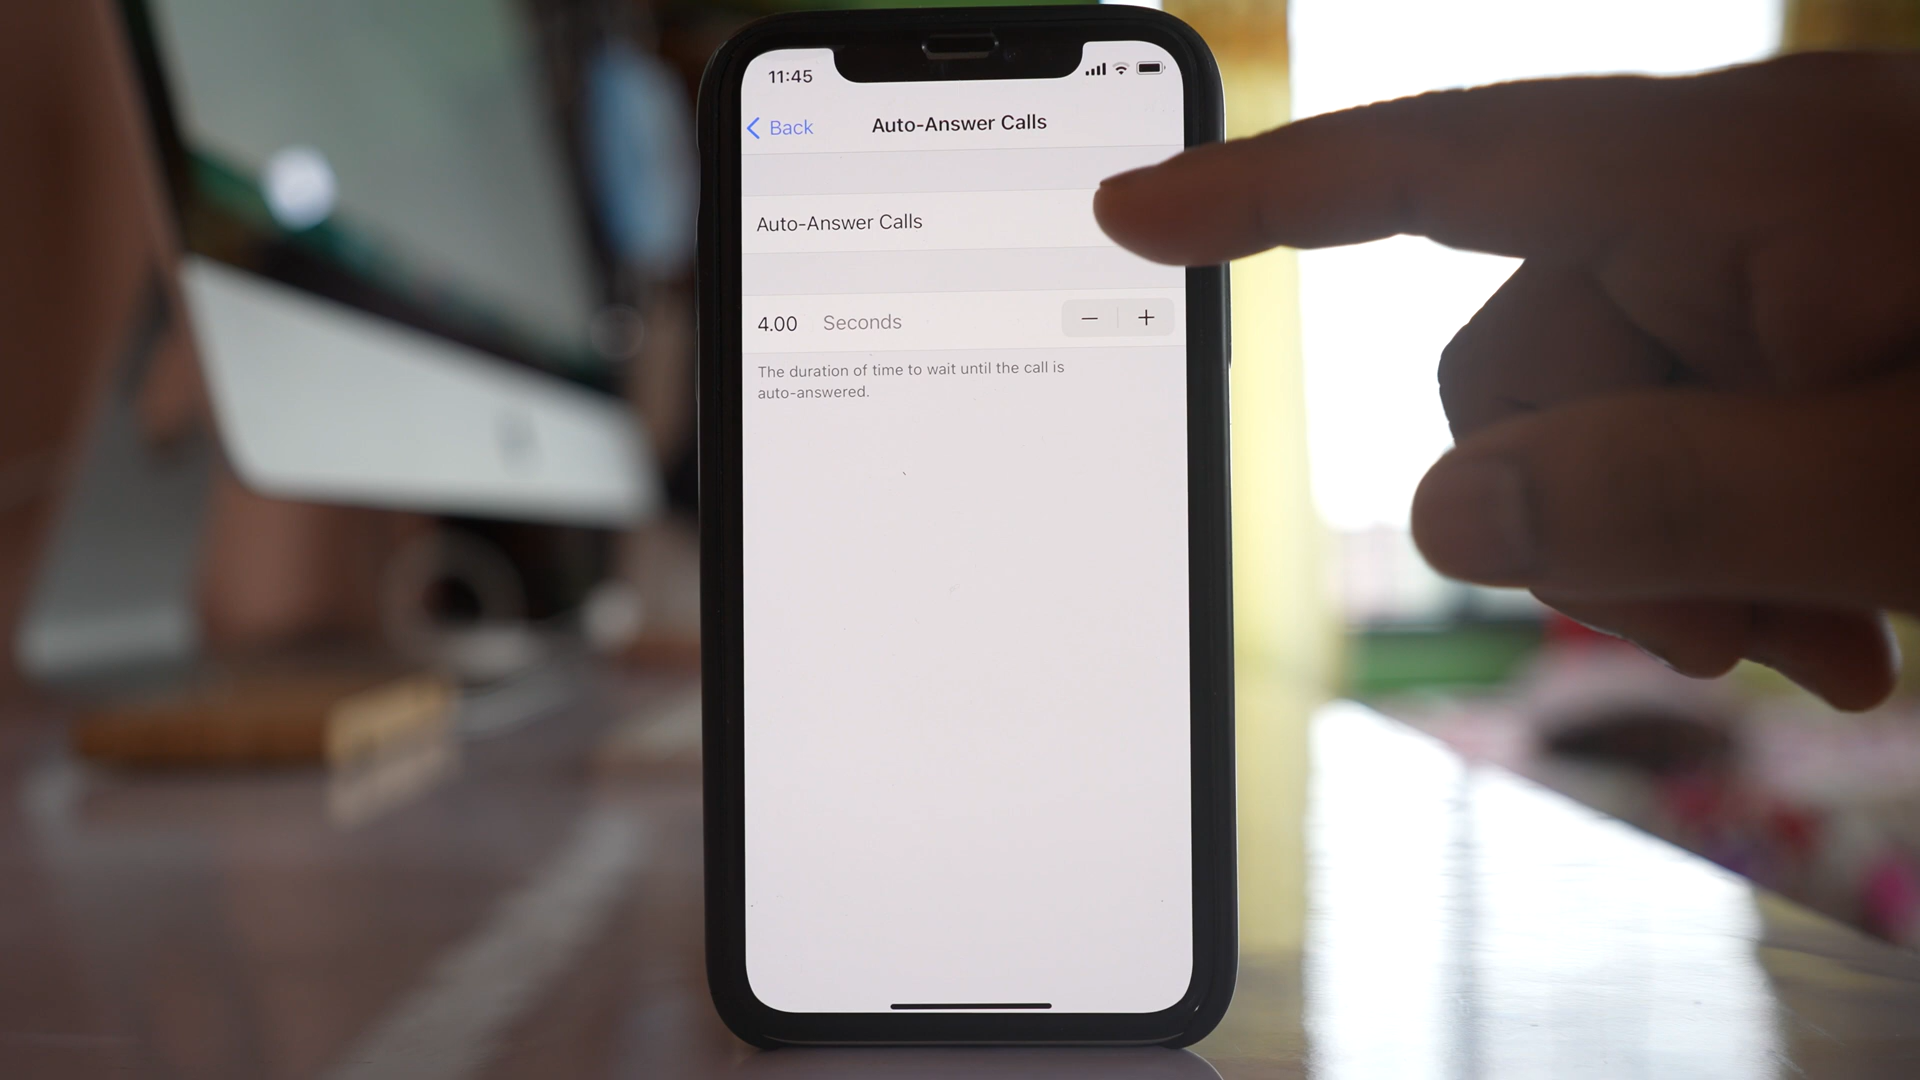 11:45
Back
Auto-Answer Calls
Auto-Answer Calls
4.00 Seconds
The duration of time to wait until the call is
auto-answered.